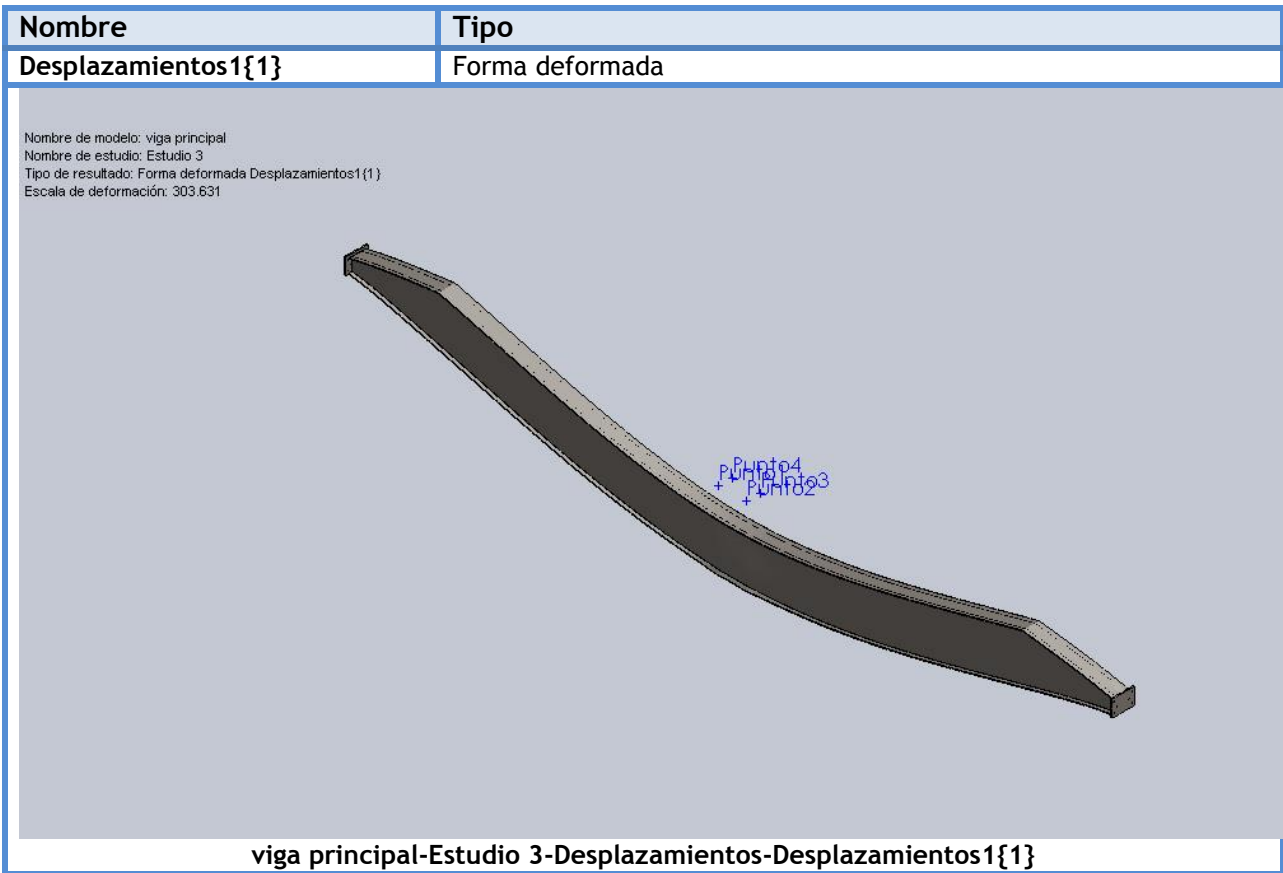 Nombre Tipo
Desplazamientos1{1} Forma deformada
Nombre de modelo: viga principal
Nombre de estudio: Estudio 3
Tipo de resultado: Forma deformada Desplazamientos1{1}
Escala de deformación: 303.631
Punto4
Punto1
Punto3
Punto2
viga principal-Estudio 3-Desplazamientos-Desplazamientos1{1}